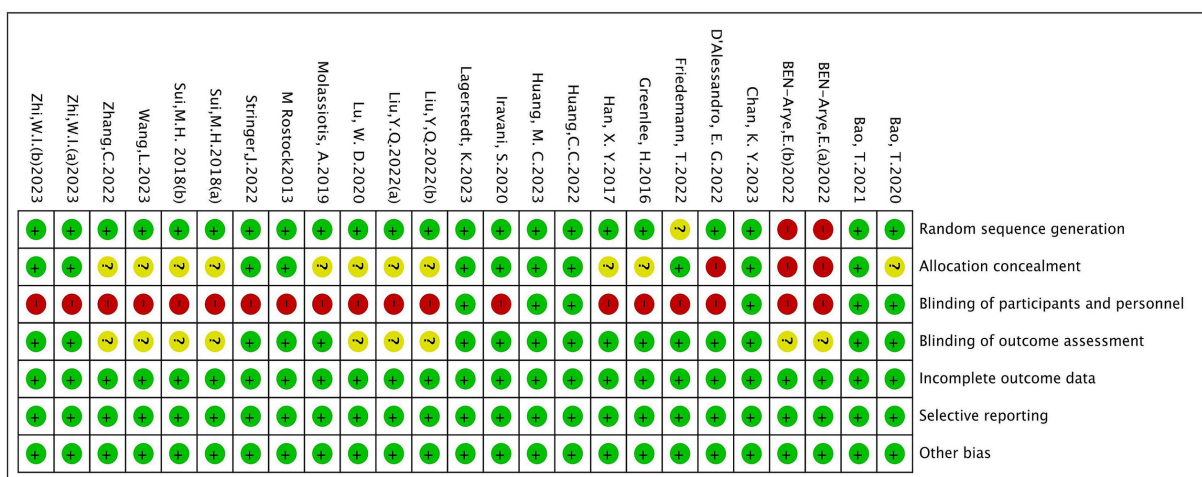 Zhi,W.I.(b)2023
Zhi,W.I.(a)2023
Zhang,C.2022
Wang,L.2023
Sui,M.H. 2018(b)
Sui,M.H.2018(a)
Stringer,J.2022
M Rostock2013
Molassiotis, A.2019
Lu, W. D.2020
Liu,Y.Q.2022(a)
Liu,Y,Q.2022(b)
Lagerstedt, K.2023
Iravani, S.2020
Huang, M. C.2023
Huang,C.C.2022
Han, X. Y.2017
Greenlee, H.2016
Friedemann, T.2022
D'Alessandro, E. G.2022
Chan, K. Y.2023
BEN-Arye,E.(b)2022
BEN-Arye,E.(a)2022
Bao, T.2021
Bao, T.2020
Random sequence generation
Allocation concealment
Blinding of participants and personnel
Blinding of outcome assessment
Incomplete outcome data
Selective reporting
Other bias